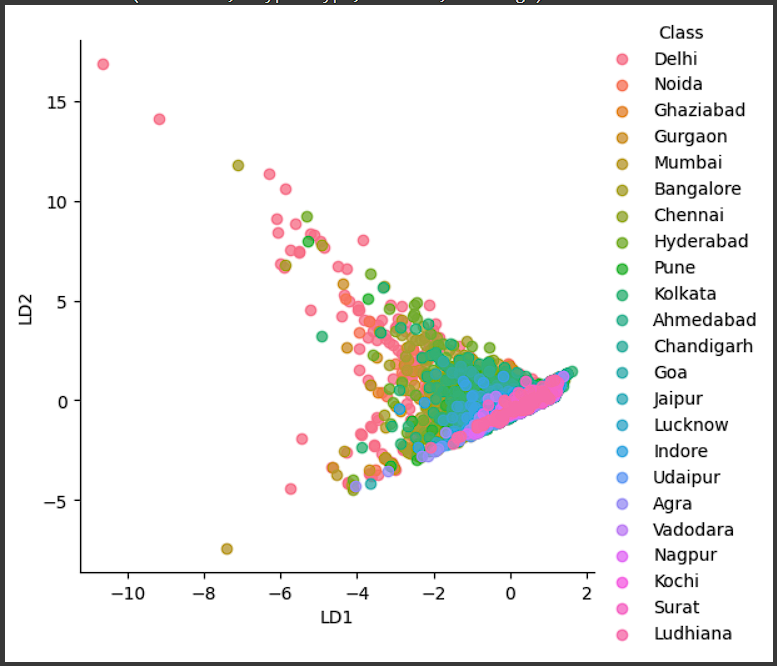 Class
Delhi
Noida
Ghaziabad
Gurgaon
Mumbai
Bangalore
Chennai
Hyderabad
Pune
Kolkata
Ahmedabad
Chandigarh
Goa
Jaipur
Lucknow
Indore
Udaipur
Agra
Vadodara
Nagpur
Kochi
Surat
Ludhiana
15
10
5
0
−5
LD2
−10 −8 −6 −4 −2 0 2
LD1